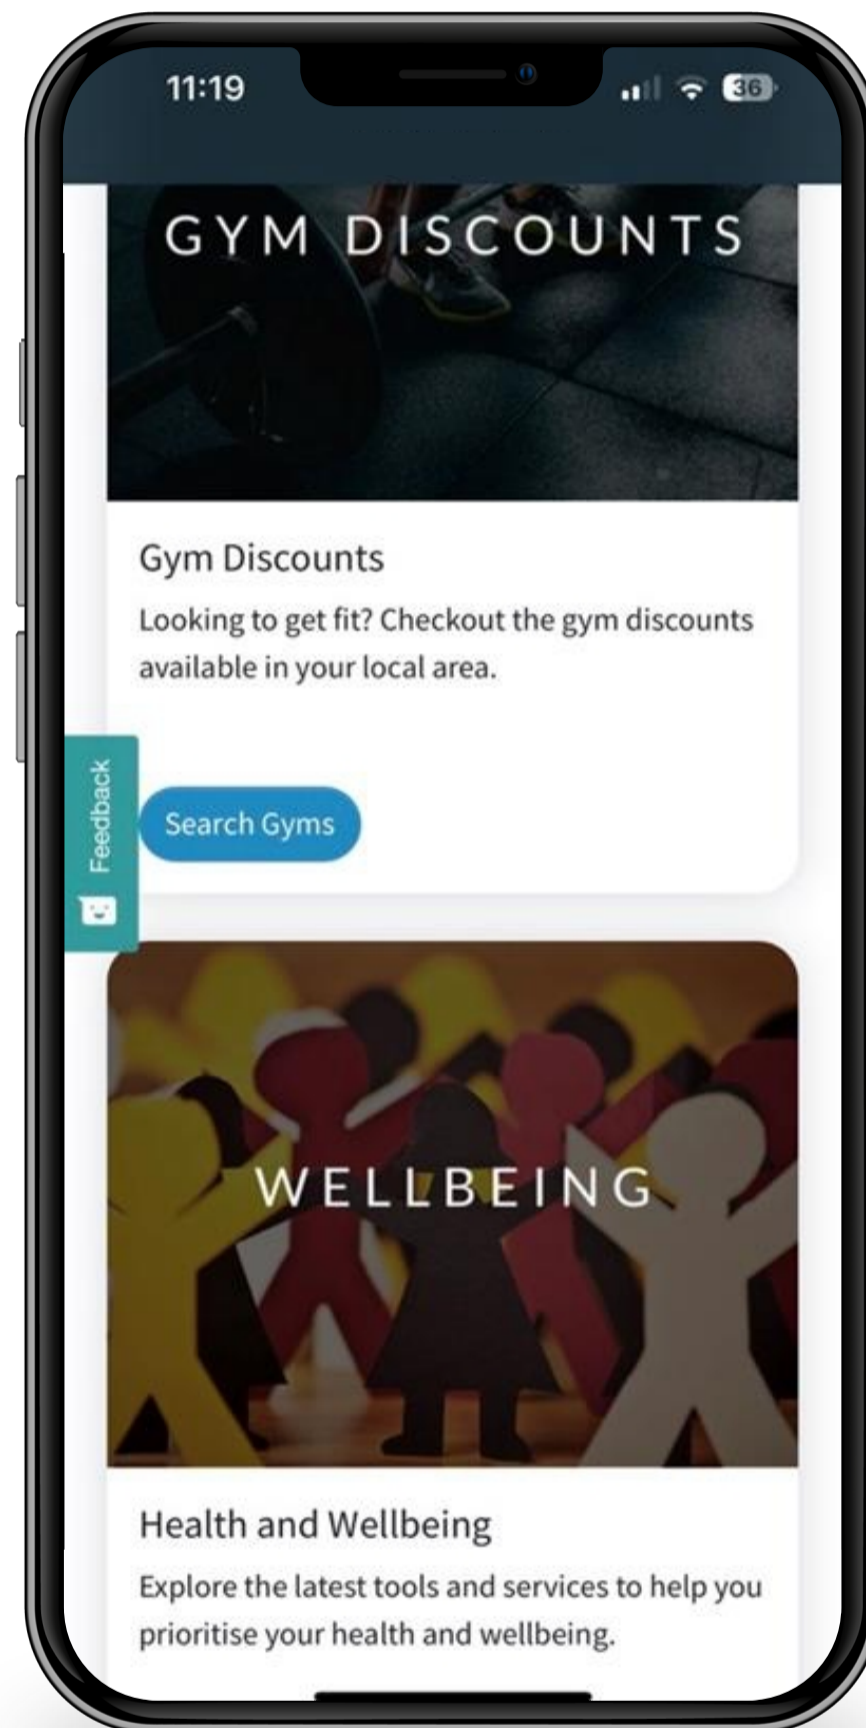 11:19
36
GYM DISCOUNTS
Gym Discounts
Looking to get fit? Checkout the gym discounts
available in your local area.
Feedback
Search Gyms
WELLBEING
Health and Wellbeing
Explore the latest tools and services to help you
prioritise your health and wellbeing.